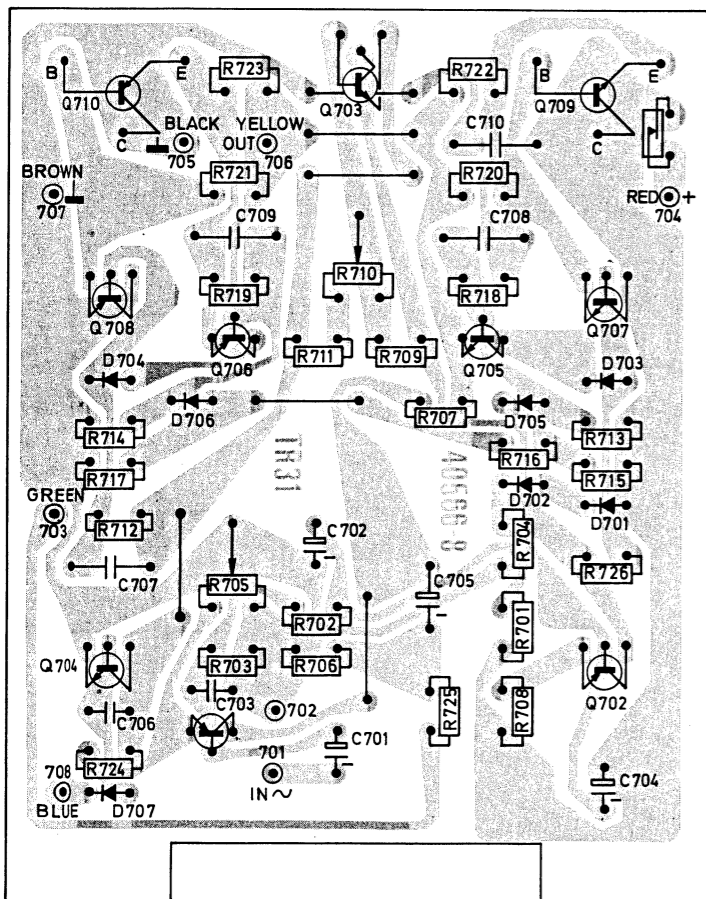 B E R723 R722 B E
Q710 Q703 Q709
C BLACK YELLOW C710 C
705 OUT 706
BROWN R721 R720 RED +
707 704
C709 C708
R710
R719 R718
Q708 Q707
Q706 R711 R709 Q705
D704 D703
D706 R707 D705
R714 R713
R716
R717 R715
D702
GREEN D701
703 R712 C702 R704
C707 C705 R726
R705
R702 R701
Q704 R703 R706
Q702
C703 R725 R708
C706 702
701 C701
R724
708 C704
BLUE D707 IN ~
TH31
40566 8